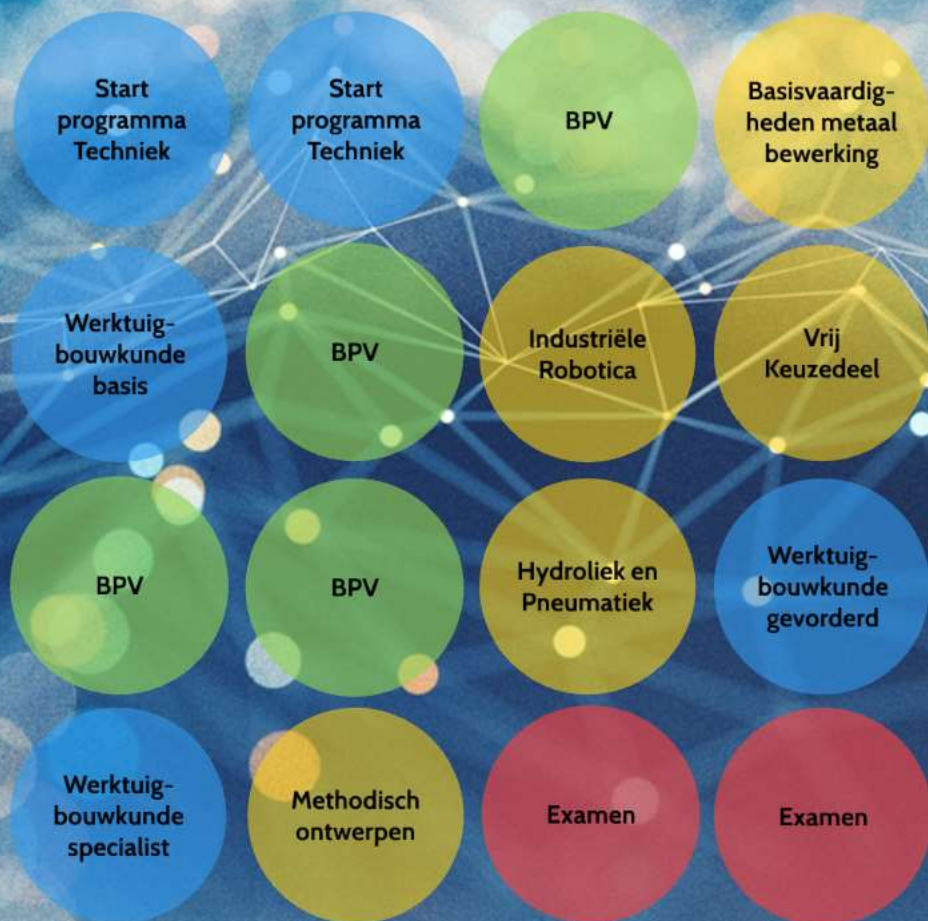 Start
programma
Techniek
Start
programma
Techniek
BPV
Basisvaardig-
heden metaal
bewerking
Werktuig-
bouwkunde
basis
BPV
Industriële
Robotica
Vrij
Keuzedeel
BPV
BPV
Hydroliek en
Pneumatiek
Werktuig-
bouwkunde
gevorderd
Werktuig-
bouwkunde
specialist
Methodisch
ontwerpen
Examen
Examen